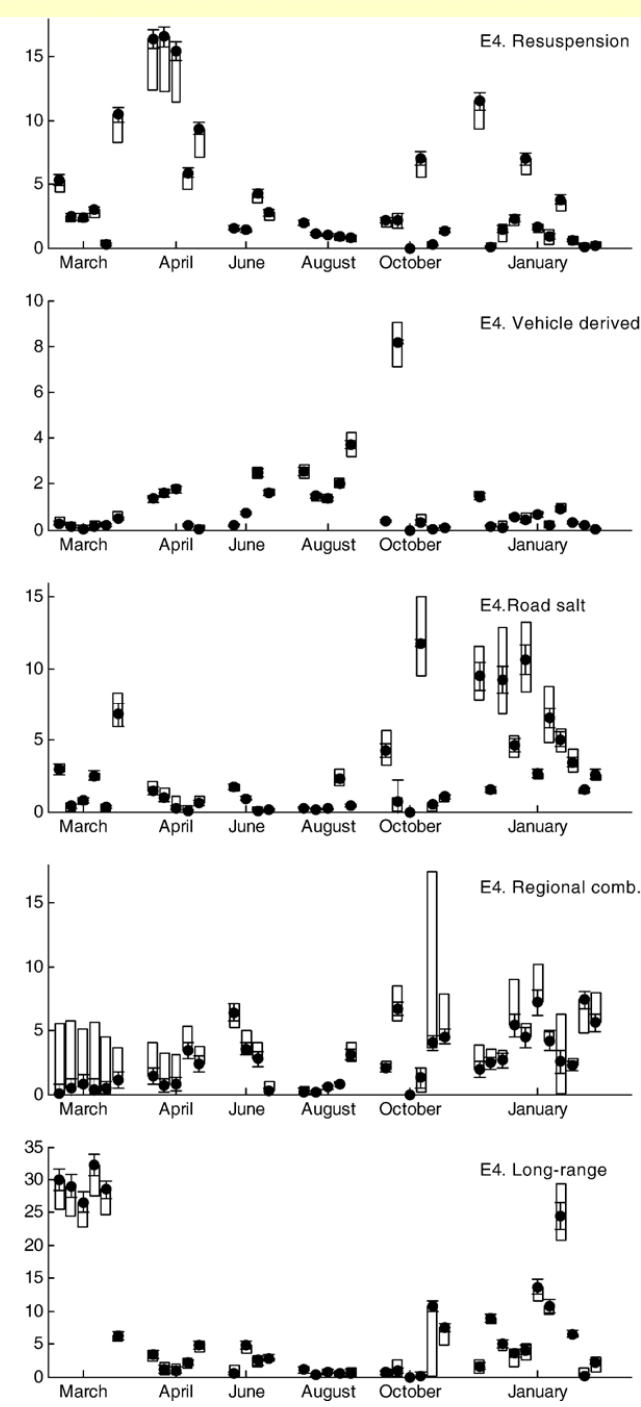 E4. Resuspension
15
10
5
0
March April June August October January
10
E4. Vehicle derived
8
6
4
2
0
March April June August October January
15
E4.Road salt
10
5
0
March April June August October January
E4. Regional comb.
15
10
5
0
March April June August October January
35
E4. Long-range
30
25
20
15
10
5
0
March April June August October January